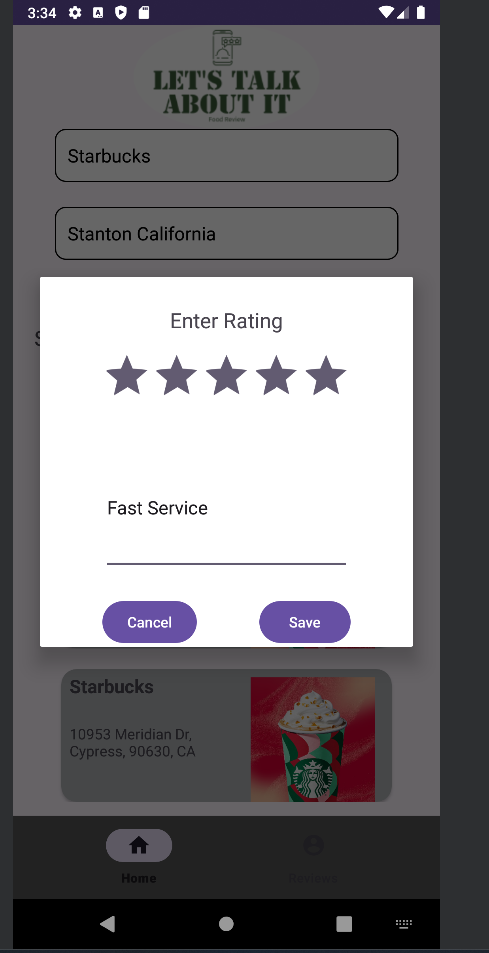 3:34
LET'S TALK
ABOUT IT
Food Review
Starbucks
Stanton California
S
Enter Rating
Fast Service
Cancel
Save
Starbucks
10953 Meridian Dr,
Cypress, 90630, CA
Home
Reviews